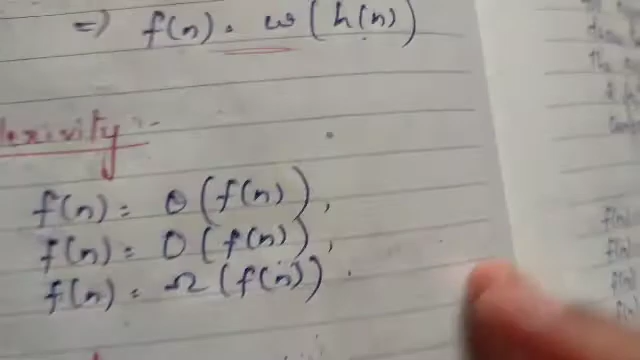 => f(n) = ω(h(n))
lexivity :-
f(n) = Θ(f(n)),
f(n) = O(f(n)),
f(n) = Ω(f(n)).
f(n)
f(n)
f(n)
f(n)